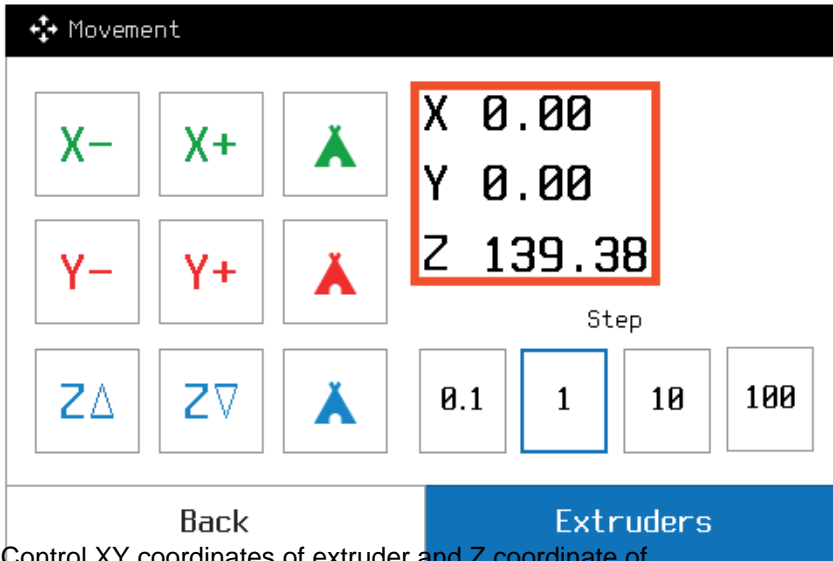 Movement
X- X+
X 0.00
Y 0.00
Y- Y+
Z 139.38
Step
Z△ Z▽
0.1 1 10 100
Back Extruders
Control XY coordinates of extruder and Z coordinate of